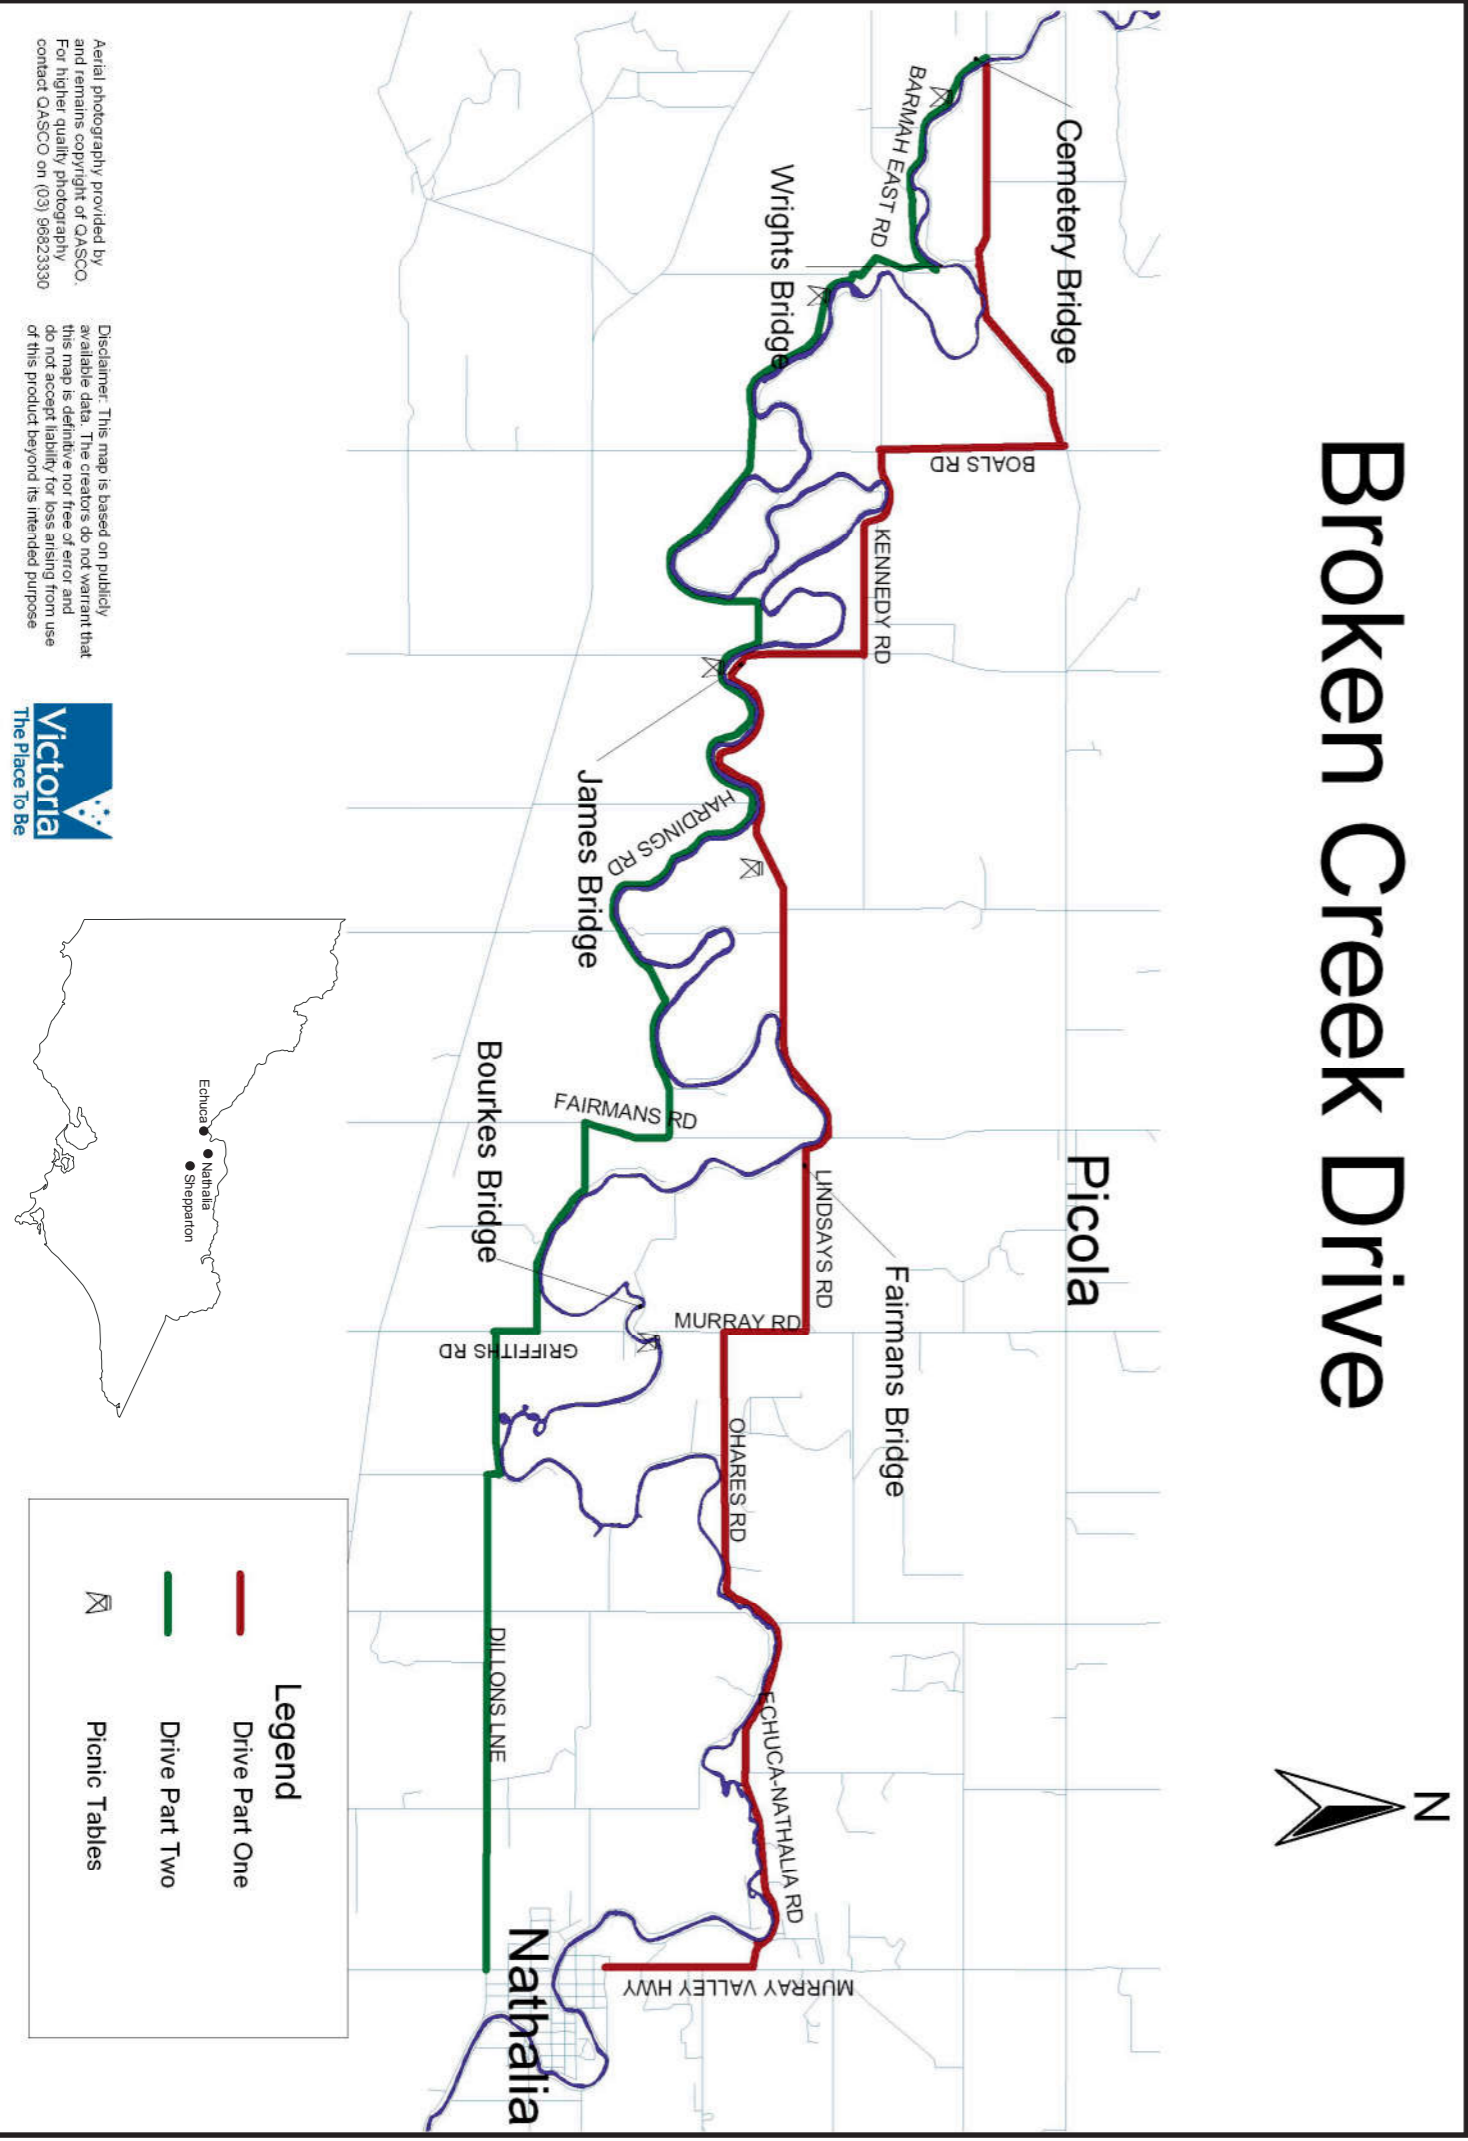 Broken Creek Drive
N
Picola
Cemetery Bridge
BARMAH EAST RD
Wrights Bridge
BOALS RD
KENNEDY RD
James Bridge
HARDINGS RD
FAIRMANS RD
Bourkes Bridge
LINDSAYS RD
Fairmans Bridge
MURRAY RD
GRIFFITHS RD
OHARES RD
DILLONS LNE
ECHUCA-NATHALIA RD
MURRAY VALLEY HWY
Nathalia
Aerial photography provided by
and remains copyright of QASCO.
For higher quality photography
contact QASCO on (03) 96823330
Disclaimer: This map is based on publicly
available data. The creators do not warrant that
this map is definitive nor free of error and
do not accept liability for loss arising from use
of this product beyond its intended purpose
Victoria
The Place To Be
Echuca
Nathalia
Shepparton
Legend
Drive Part One
Drive Part Two
Picnic Tables